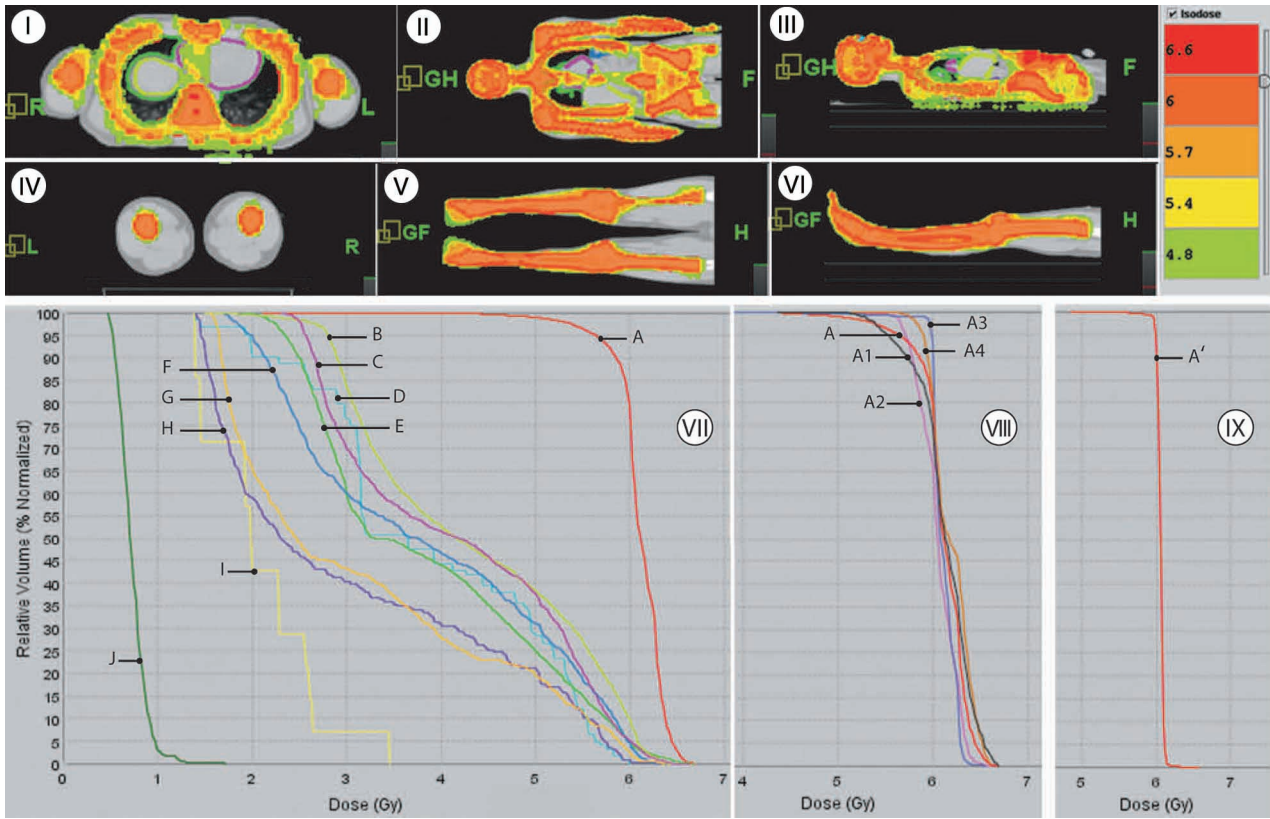 I
R
L
II
GH
F
III
GH
F
Isodose
6.6
6
5.7
5.4
4.8
IV
L
R
V
GF
H
VI
GF
H
Relative Volume (% Normalized)
100
95
90
85
80
75
70
65
60
55
50
45
40
35
30
25
20
15
10
5
0
A
B
C
D
E
F
G
H
I
J
VII
0 1 2 3 4 5 6 7
Dose (Gy)
A
A1
A2
A3
A4
VIII
4 5 6 7
Dose (Gy)
A'
IX
5 6 7
Dose (Gy)